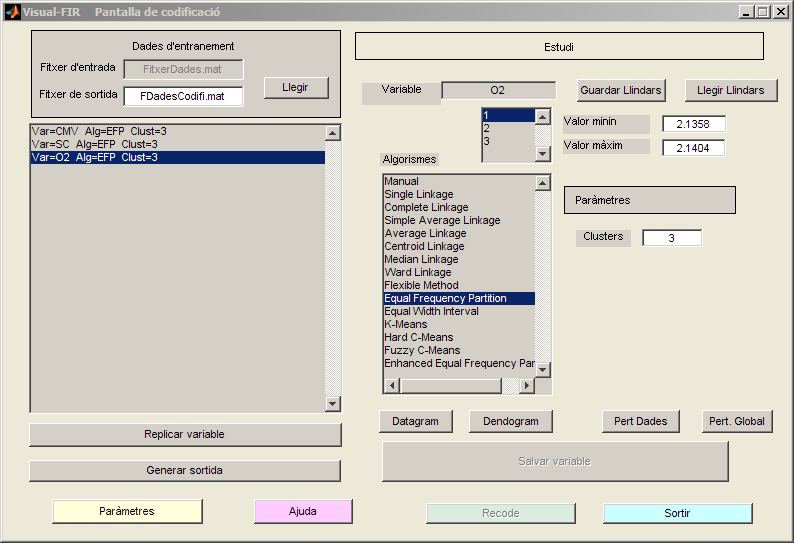 Visual-FIR Pantalla de codificació
Dades d'entranement
Fitxer d'entrada
FitxerDades.mat
Fitxer de sortida
FDadesCodifi.mat
Llegir
Var=CMV Alg=EFP Clust=3
Var=SC Alg=EFP Clust=3
Var=O2 Alg=EFP Clust=3
Replicar variable
Generar sortida
Paràmetres
Ajuda
Estudi
Variable
O2
Guardar Llindars
Llegir Llindars
1
2
3
Valor minin
2.1358
Valor màxim
2.1404
Algorismes
Manual
Single Linkage
Complete Linkage
Simple Average Linkage
Average Linkage
Centroid Linkage
Median Linkage
Ward Linkage
Flexible Method
Equal Frequency Partition
Equal Width Interval
K-Means
Hard C-Means
Fuzzy C-Means
Enhanced Equal Frequency Par
Paràmetres
Clusters
3
Datagram
Dendogram
Pert Dades
Pert. Global
Salvar variable
Recode
Sortir